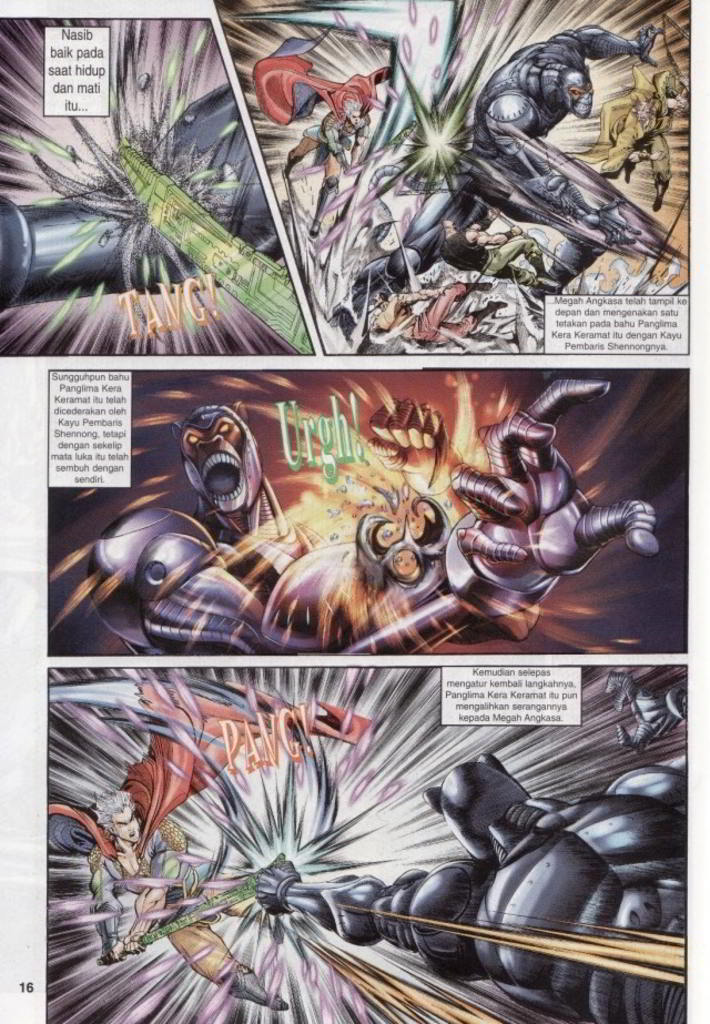 Nasib
baik pada
saat hidup
dan mati
itu...
TANG!
...Megah Angkasa telah tampil ke
depan dan mengenakan satu
tetakan pada bahu Panglima
Kera Keramat itu dengan Kayu
Pembaris Shennongnya.
Sungguhpun bahu
Panglima Kera
Keramat itu telah
dicederakan oleh
Kayu Pembaris
Shennong, tetapi
dengan sekelip
mata luka itu telah
sembuh dengan
sendiri.
Urgh!
Kemudian selepas
mengatur kembali langkahnya,
Panglima Kera Keramat itu pun
mengalihkan serangannya
kepada Megah Angkasa.
PANG!
16